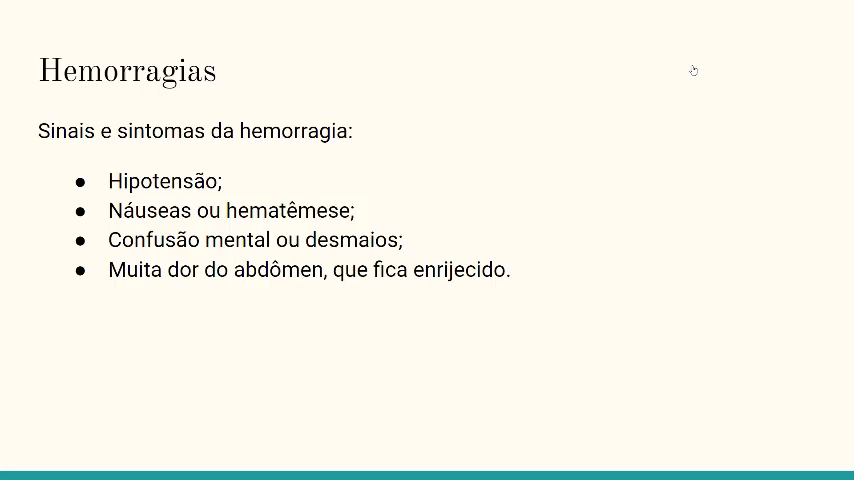 Hemorragias
Sinais e sintomas da hemorragia:
● Hipotensão;
● Náuseas ou hematêmese;
● Confusão mental ou desmaios;
● Muita dor do abdômen, que fica enrijecido.